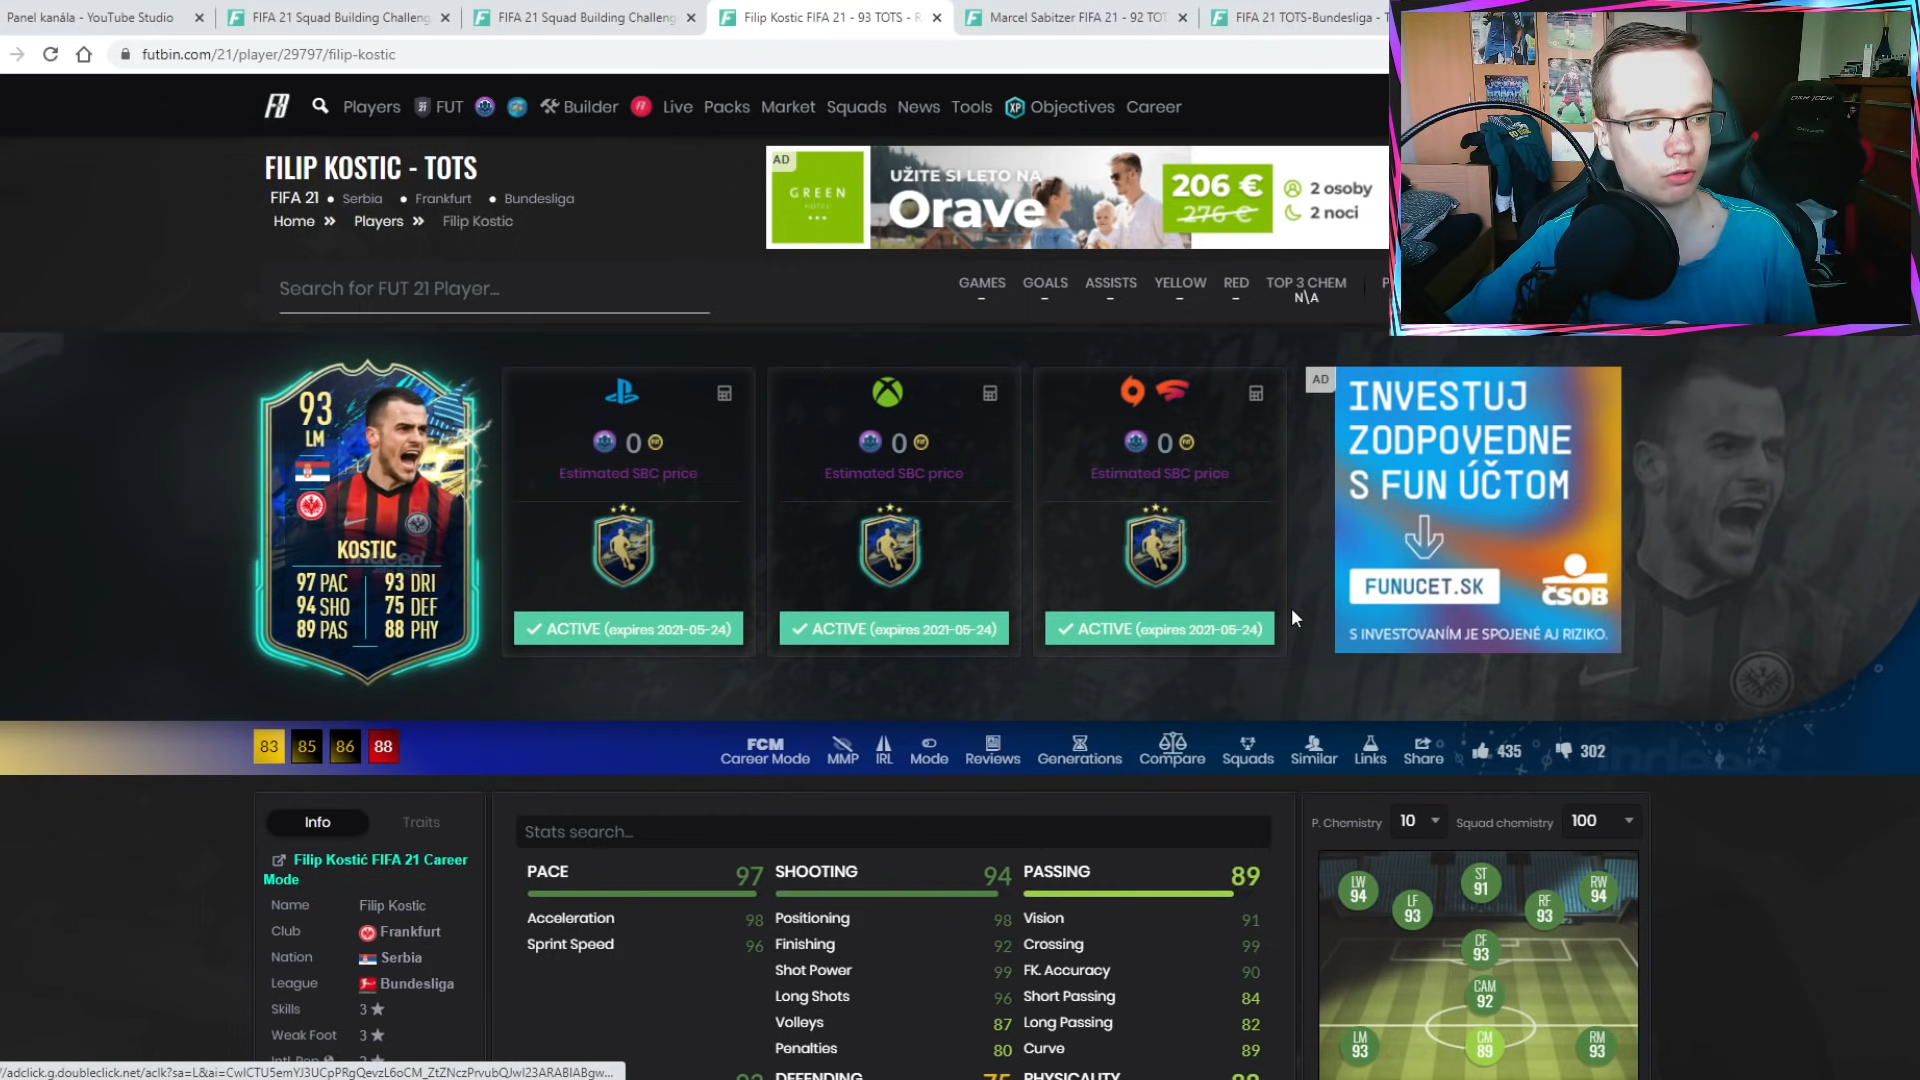 Panel kanála - YouTube Studio
FIFA 21 Squad Building Challeng
FIFA 21 Squad Building Challeng
Filip Kostic FIFA 21 - 93 TOTS - R
Marcel Sabitzer FIFA 21 - 92 TOT
FIFA 21 TOTS-Bundesliga - T
futbin.com/21/player/29797/filip-kostic
Players FUT Builder Live Packs Market Squads News Tools XP Objectives Career
FILIP KOSTIC - TOTS
FIFA 21 • Serbia • Frankfurt • Bundesliga
Home » Players » Filip Kostic
AD
GREEN
HOTEL
UŽITE SI LETO NA
Orave
206 €
276 €
2 osoby
2 noci
Search for FUT 21 Player...
GAMES GOALS ASSISTS YELLOW RED TOP 3 CHEM P
- - - - - N\A
93
LM
KOSTIC
97 PAC 93 DRI
94 SHO 75 DEF
89 PAS 88 PHY
0
Estimated SBC price
ACTIVE (expires 2021-05-24)
0
Estimated SBC price
ACTIVE (expires 2021-05-24)
0
Estimated SBC price
ACTIVE (expires 2021-05-24)
AD
INVESTUJ
ZODPOVEDNE
S FUN ÚČTOM
FUNUCET.SK
ČSOB
S INVESTOVANÍM JE SPOJENÉ AJ RIZIKO.
83 85 86 88
FCM
Career Mode MMP IRL Mode Reviews Generations Compare Squads Similar Links Share
435 302
Info Traits
Filip Kostić FIFA 21 Career
Mode
Name Filip Kostic
Club Frankfurt
Nation Serbia
League Bundesliga
Skills 3 ★
Weak Foot 3 ★
Stats search...
PACE 97
Acceleration 98
Sprint Speed 96
SHOOTING 94
Positioning 98
Finishing 92
Shot Power 99
Long Shots 96
Volleys 87
Penalties 80
PASSING 89
Vision 91
Crossing 99
FK. Accuracy 90
Short Passing 84
Long Passing 82
Curve 89
DEFENDING 75
PHYSICALITY 88
P. Chemistry 10 Squad chemistry 100
LW
94
ST
91
RW
94
LF
93
RF
93
CF
93
CAM
92
LM
93
CM
89
RM
93
//adclick.g.doubleclick.net/aclk?sa=L&ai=CwICTU5emYJ3UCpPRgQevzL6oCM_ZtZNczPrvubQJwI23ARABIABgw...